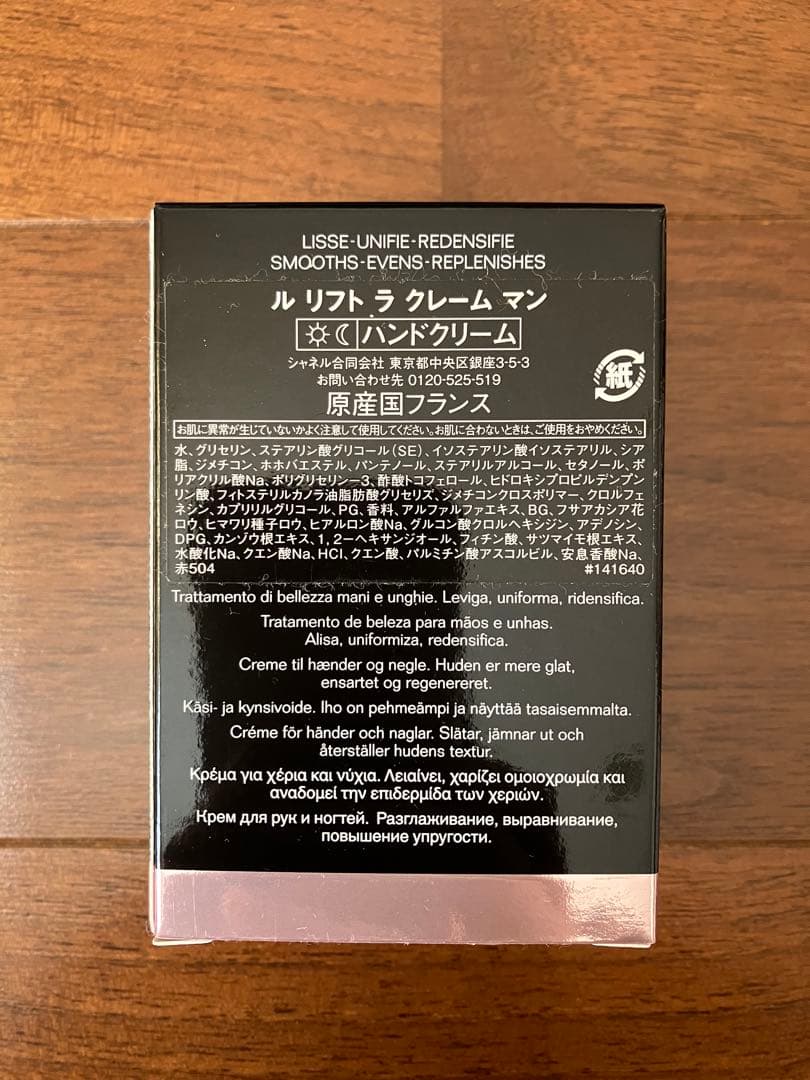 LISSE-UNIFIE-REDENSIFIE
SMOOTHS-EVENS-REPLENISHES
ル リフト ラ クレーム マン
ハンドクリーム
シャネル合同会社 東京都中央区銀座3-5-3
お問い合わせ先 0120-525-519
紙
原産国フランス
お肌に異常が生じていないかよく注意して使用してください。お肌に合わないときは、ご使用をおやめください。
水、グリセリン、ステアリン酸グリコール(SE)、イソステアリン酸イソステアリル、シア
脂、ジメチコン、ホホバエステル、パンテノール、ステアリルアルコール、セタノール、ポ
リアクリル酸Na、ポリグリセリン-3、酢酸トコフェロール、ヒドロキシプロピルデンプン
リン酸、フィトステリルカノラ油脂肪酸グリセリズ、ジメチコンクロスポリマー、クロルフェ
ネシン、カプリリルグリコール、PG、香料、アルファルファエキス、BG、フサアカシア花
ロウ、ヒマワリ種子ロウ、ヒアルロン酸Na、グルコン酸クロルヘキシジン、アデノシン、
DPG、カンゾウ根エキス、1,2-ヘキサンジオール、フィチン酸、サツマイモ根エキス、
水酸化Na、クエン酸Na、HCl、クエン酸、パルミチン酸アスコルビル、安息香酸Na、
赤504 #141640
Trattamento di bellezza mani e unghie. Leviga, uniforma, ridensifica.
Tratamento de beleza para mãos e unhas.
Alisa, uniformiza, redensifica.
Creme til hænder og negle. Huden er mere glat,
ensartet og regenereret.
Käsi- ja kynsivoide. Iho on pehmeämpi ja näyttää tasaisemmalta.
Créme för händer och naglar. Slätar, jämnar ut och
återställer hudens textur.
Κρέμα για χέρια και νύχια. Λειαίνει, χαρίζει ομοιοχρωμία και
αναδομεί την επιδερμίδα των χεριών.
Крем для рук и ногтей. Разглаживание, выравнивание,
повышение упругости.